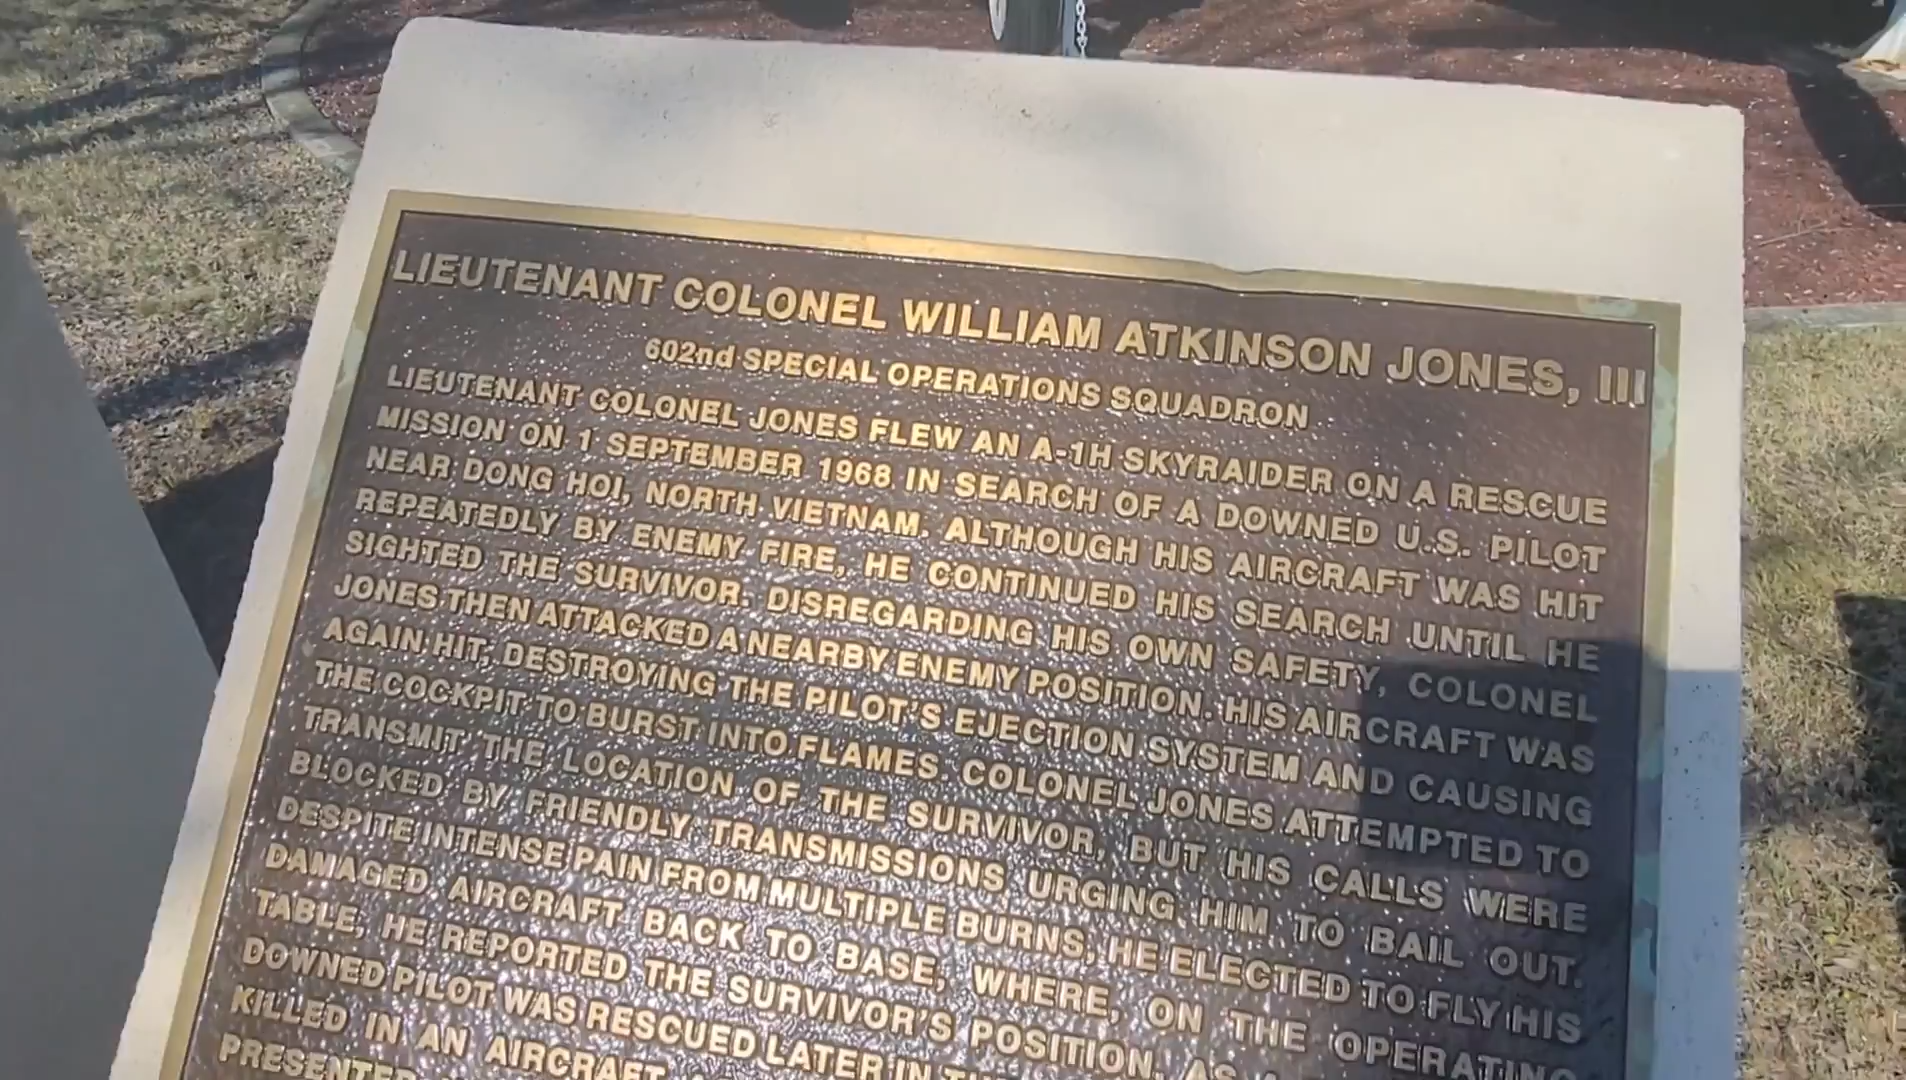 LIEUTENANT COLONEL WILLIAM ATKINSON JONES, III
602nd SPECIAL OPERATIONS SQUADRON
LIEUTENANT COLONEL JONES FLEW AN A-1H SKYRAIDER ON A RESCUE
MISSION ON 1 SEPTEMBER 1968 IN SEARCH OF A DOWNED U.S. PILOT
NEAR DONG HOI, NORTH VIETNAM. ALTHOUGH HIS AIRCRAFT WAS HIT
REPEATEDLY BY ENEMY FIRE, HE CONTINUED HIS SEARCH UNTIL HE
SIGHTED THE SURVIVOR. DISREGARDING HIS OWN SAFETY, COLONEL
JONES THEN ATTACKED A NEARBY ENEMY POSITION. HIS AIRCRAFT WAS
AGAIN HIT, DESTROYING THE PILOT'S EJECTION SYSTEM AND CAUSING
THE COCKPIT TO BURST INTO FLAMES. COLONEL JONES ATTEMPTED TO
TRANSMIT THE LOCATION OF THE SURVIVOR, BUT HIS CALLS WERE
BLOCKED BY FRIENDLY TRANSMISSIONS URGING HIM TO BAIL OUT.
DESPITE INTENSE PAIN FROM MULTIPLE BURNS, HE ELECTED TO FLY HIS
DAMAGED AIRCRAFT BACK TO BASE, WHERE, ON THE OPERATING
TABLE, HE REPORTED THE SURVIVOR'S POSITION. AS
DOWNED PILOT WAS RESCUED LATER IN
KILLED IN AN AIRCRAFT
PRESENTED